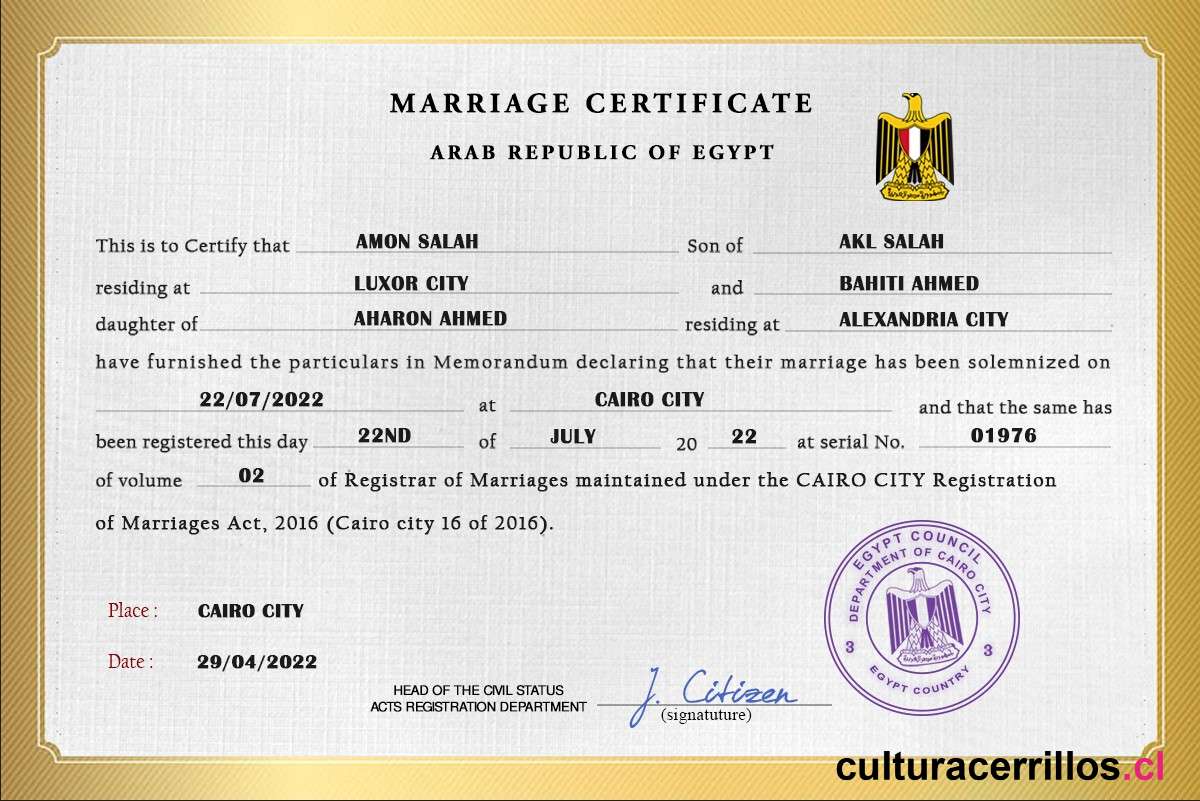 MARRIAGE CERTIFICATE
ARAB REPUBLIC OF EGYPT
This is to Certify that AMON SALAH Son of AKL SALAH
residing at LUXOR CITY and BAHITI AHMED
daughter of AHARON AHMED residing at ALEXANDRIA CITY
have furnished the particulars in Memorandum declaring that their marriage has been solemnized on
22/07/2022 at CAIRO CITY and that the same has
been registered this day 22ND of JULY 20 22 at serial No. 01976
of volume 02 of Registrar of Marriages maintained under the CAIRO CITY Registration
of Marriages Act, 2016 (Cairo city 16 of 2016).
EGYPT COUNCIL
DEPARTMENT OF CAIRO CITY
3 3
EGYPT COUNTRY
Place : CAIRO CITY
Date : 29/04/2022
HEAD OF THE CIVIL STATUS
ACTS REGISTRATION DEPARTMENT
J. Citizen
(signatuture)
culturacerrillos.cl